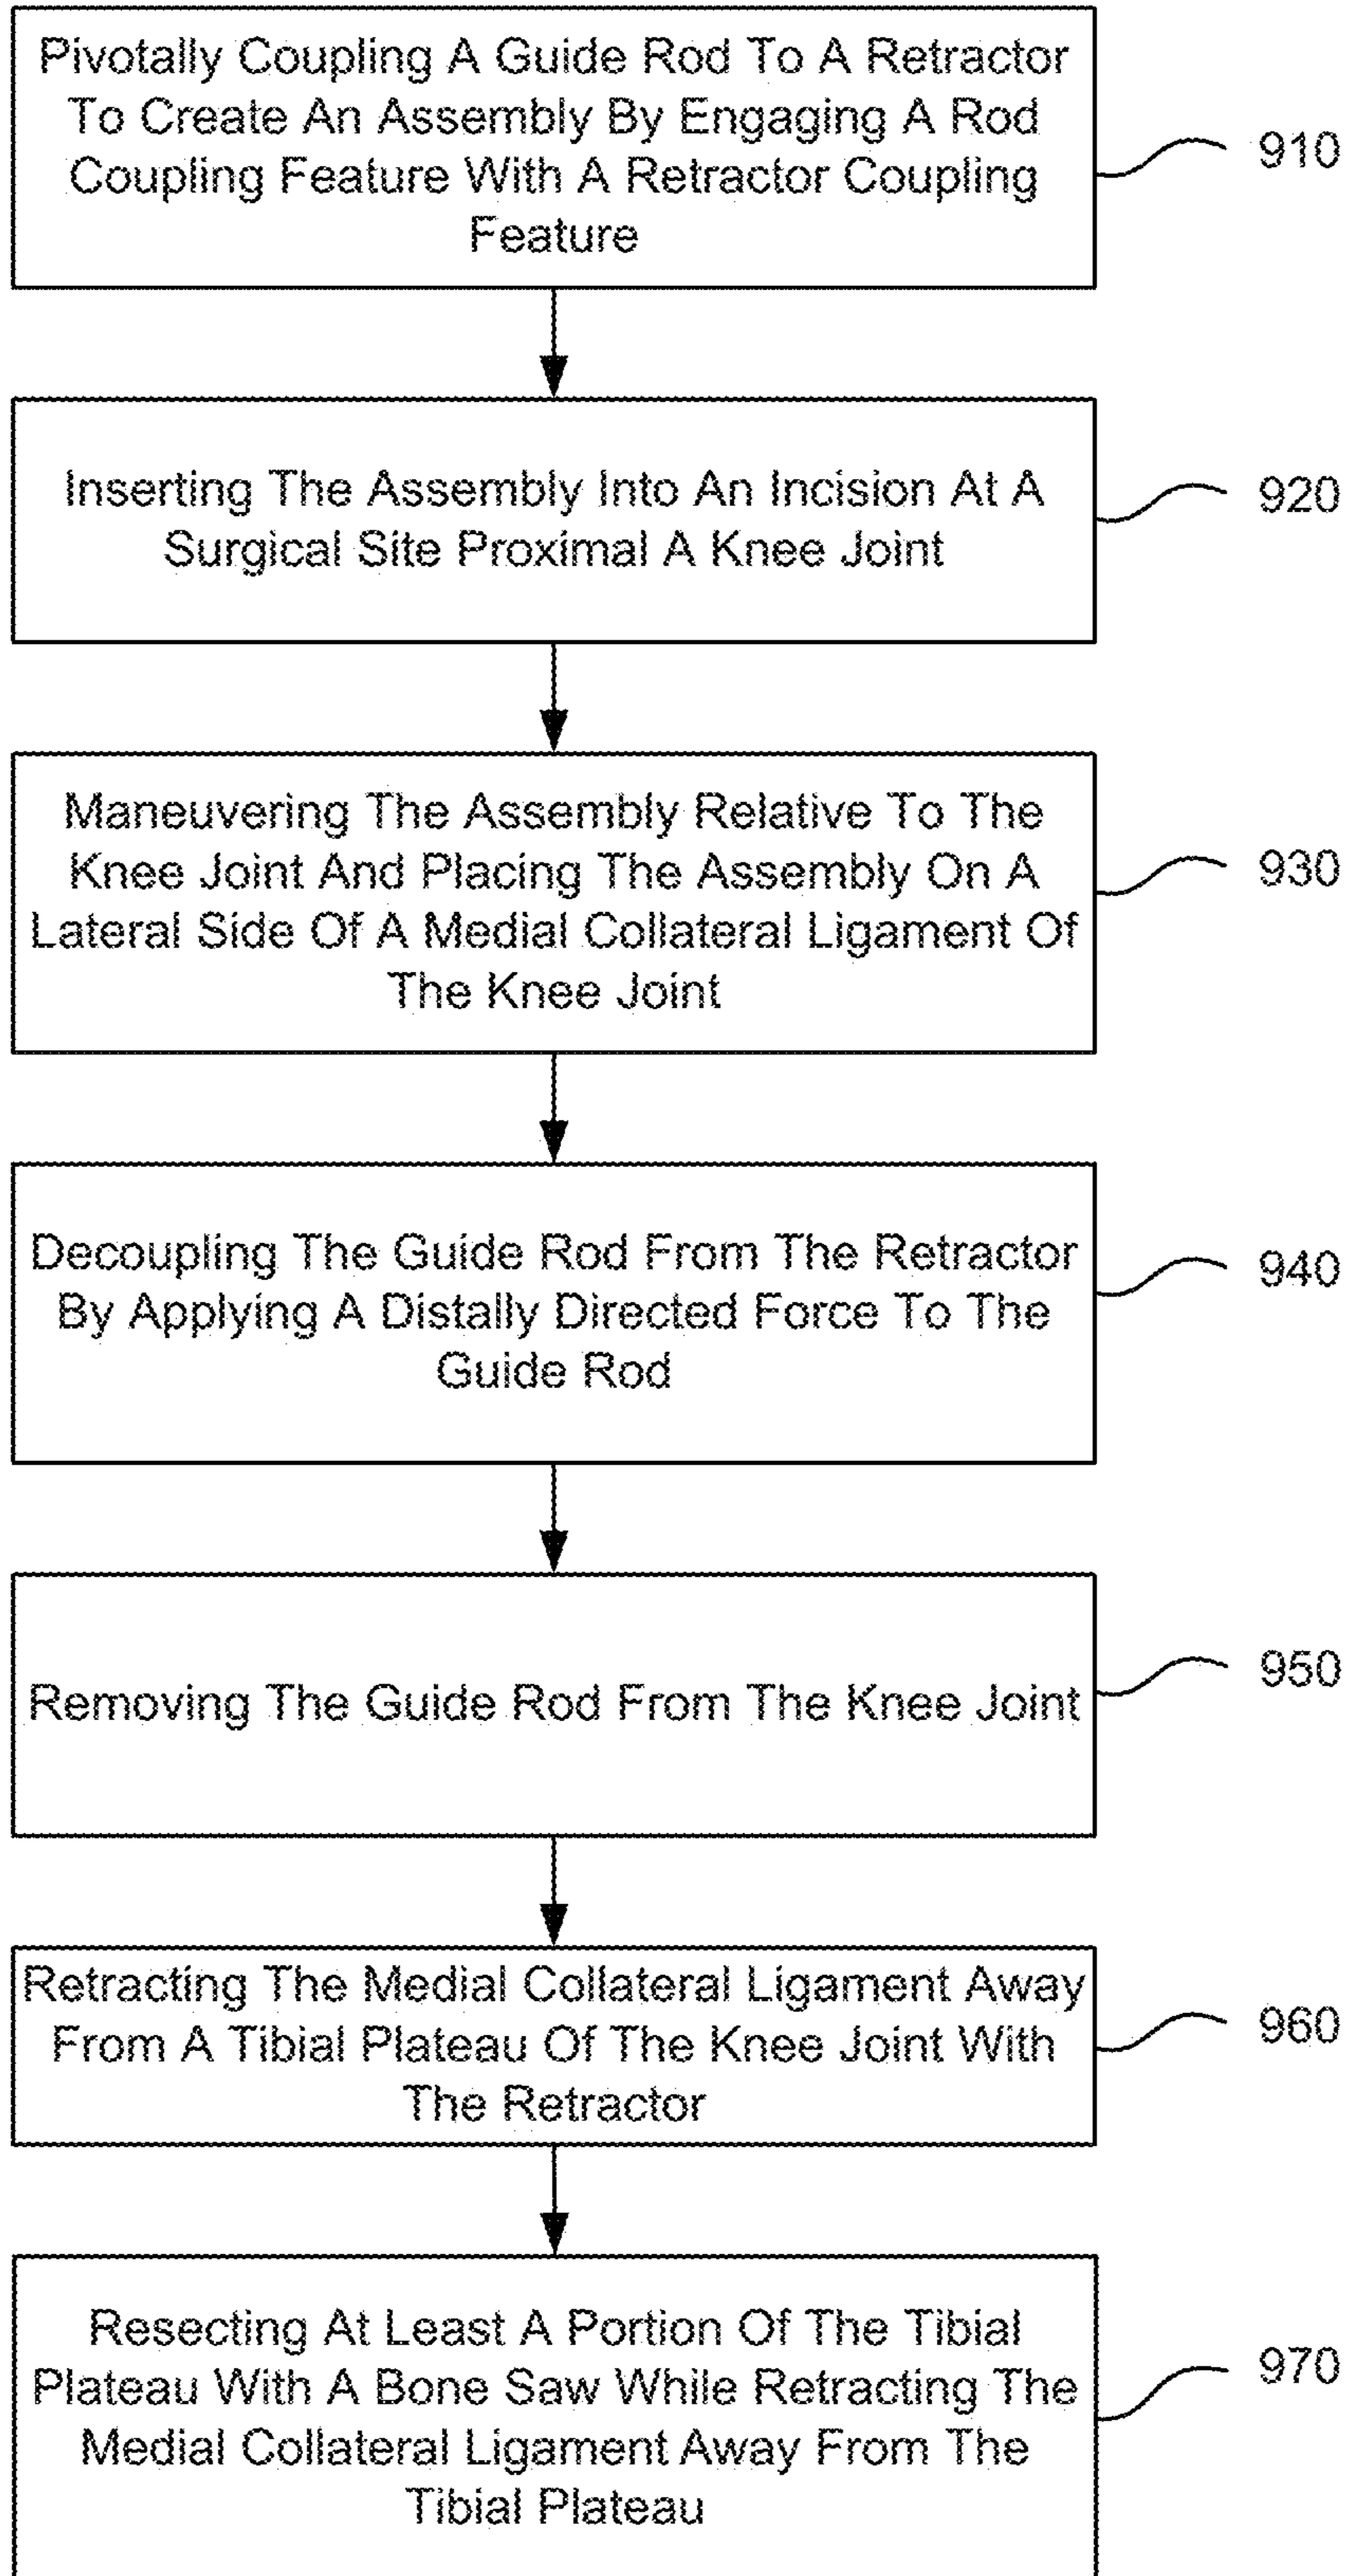 Pivotally Coupling A Guide Rod To A Retractor
To Create An Assembly By Engaging A Rod
Coupling Feature With A Retractor Coupling
Feature
910
Inserting The Assembly Into An Incision At A
Surgical Site Proximal A Knee Joint
920
Maneuvering The Assembly Relative To The
Knee Joint And Placing The Assembly On A
Lateral Side Of A Medial Collateral Ligament Of
The Knee Joint
930
Decoupling The Guide Rod From The Retractor
By Applying A Distally Directed Force To The
Guide Rod
940
Removing The Guide Rod From The Knee Joint
950
Retracting The Medial Collateral Ligament Away
From A Tibial Plateau Of The Knee Joint With
The Retractor
960
Resecting At Least A Portion Of The Tibial
Plateau With A Bone Saw While Retracting The
Medial Collateral Ligament Away From The
Tibial Plateau
970